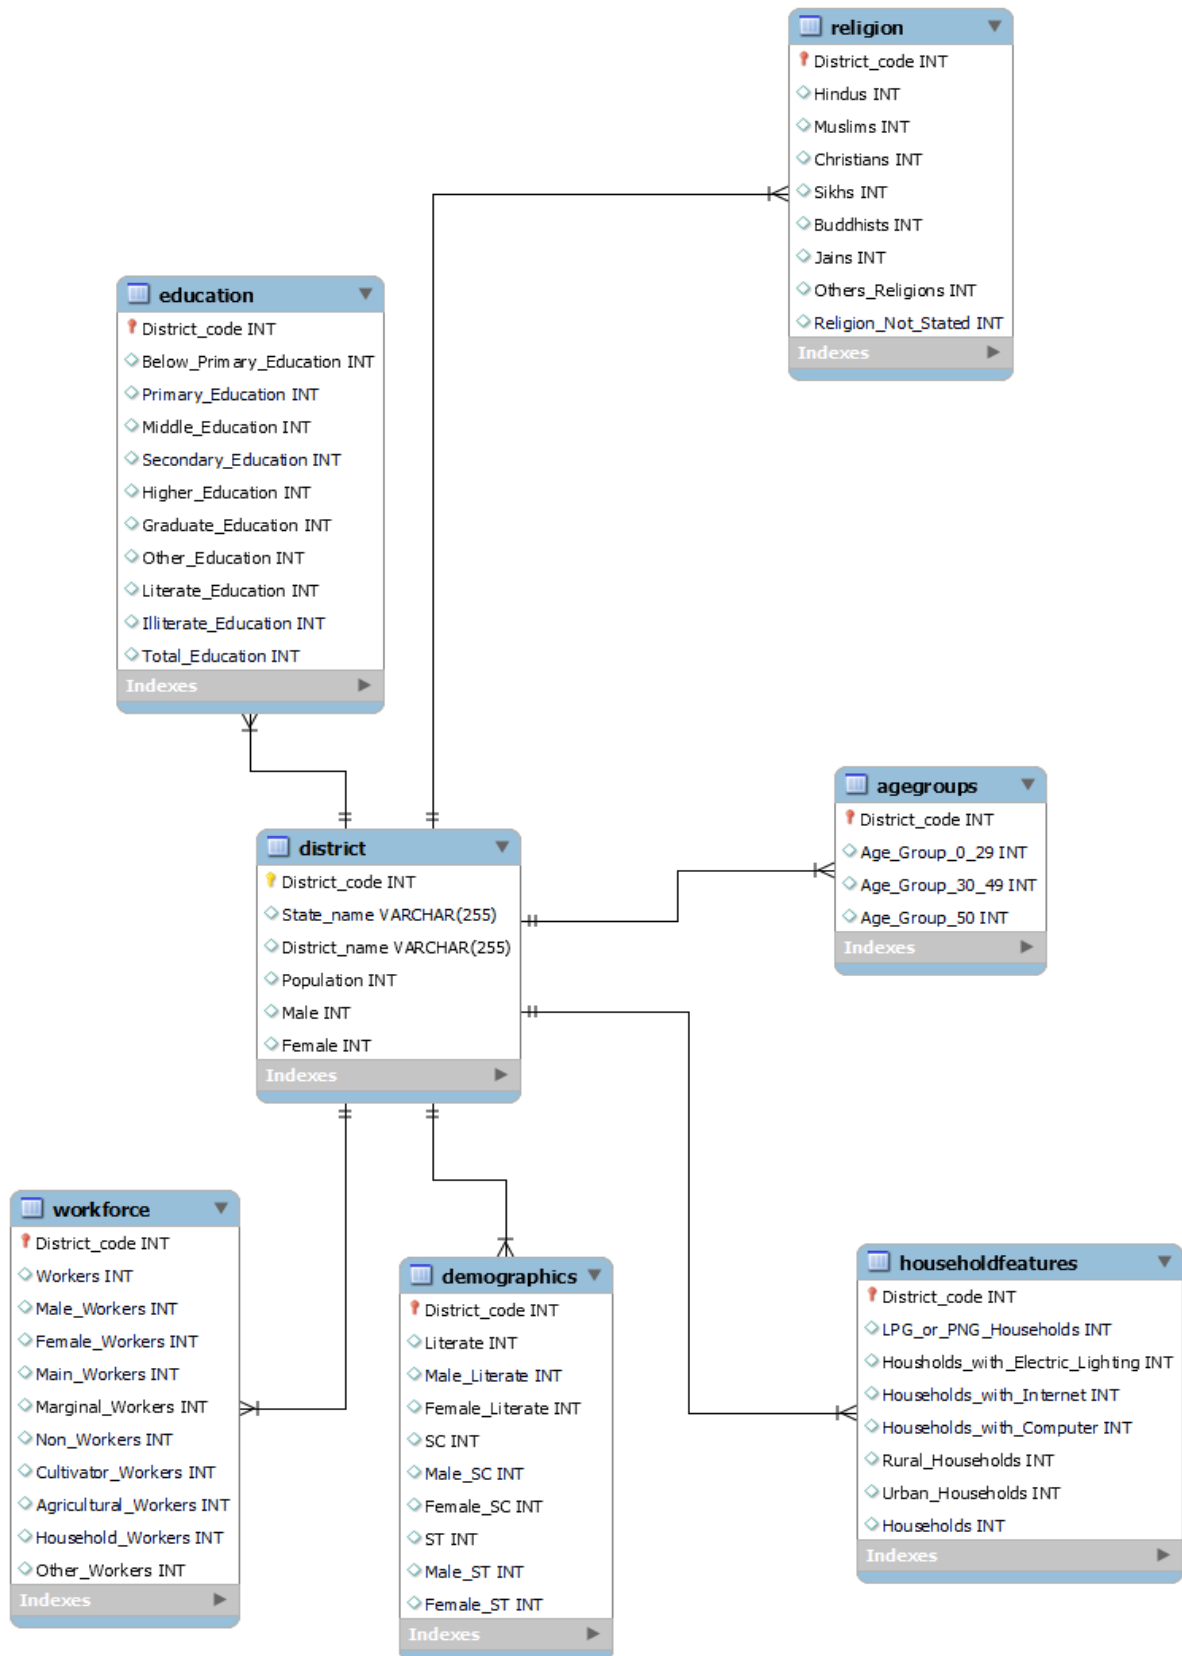 religion
District_code INT
Hindus INT
Muslims INT
Christians INT
Sikhs INT
Buddhists INT
Jains INT
Others_Religions INT
Religion_Not_Stated INT
Indexes
education
District_code INT
Below_Primary_Education INT
Primary_Education INT
Middle_Education INT
Secondary_Education INT
Higher_Education INT
Graduate_Education INT
Other_Education INT
Literate_Education INT
Illiterate_Education INT
Total_Education INT
Indexes
agegroups
District_code INT
Age_Group_0_29 INT
Age_Group_30_49 INT
Age_Group_50 INT
Indexes
district
District_code INT
State_name VARCHAR(255)
District_name VARCHAR(255)
Population INT
Male INT
Female INT
Indexes
workforce
District_code INT
Workers INT
Male_Workers INT
Female_Workers INT
Main_Workers INT
Marginal_Workers INT
Non_Workers INT
Cultivator_Workers INT
Agricultural_Workers INT
Household_Workers INT
Other_Workers INT
Indexes
demographics
District_code INT
Literate INT
Male_Literate INT
Female_Literate INT
SC INT
Male_SC INT
Female_SC INT
ST INT
Male_ST INT
Female_ST INT
Indexes
householdfeatures
District_code INT
LPG_or_PNG_Households INT
Housholds_with_Electric_Lighting INT
Households_with_Internet INT
Households_with_Computer INT
Rural_Households INT
Urban_Households INT
Households INT
Indexes